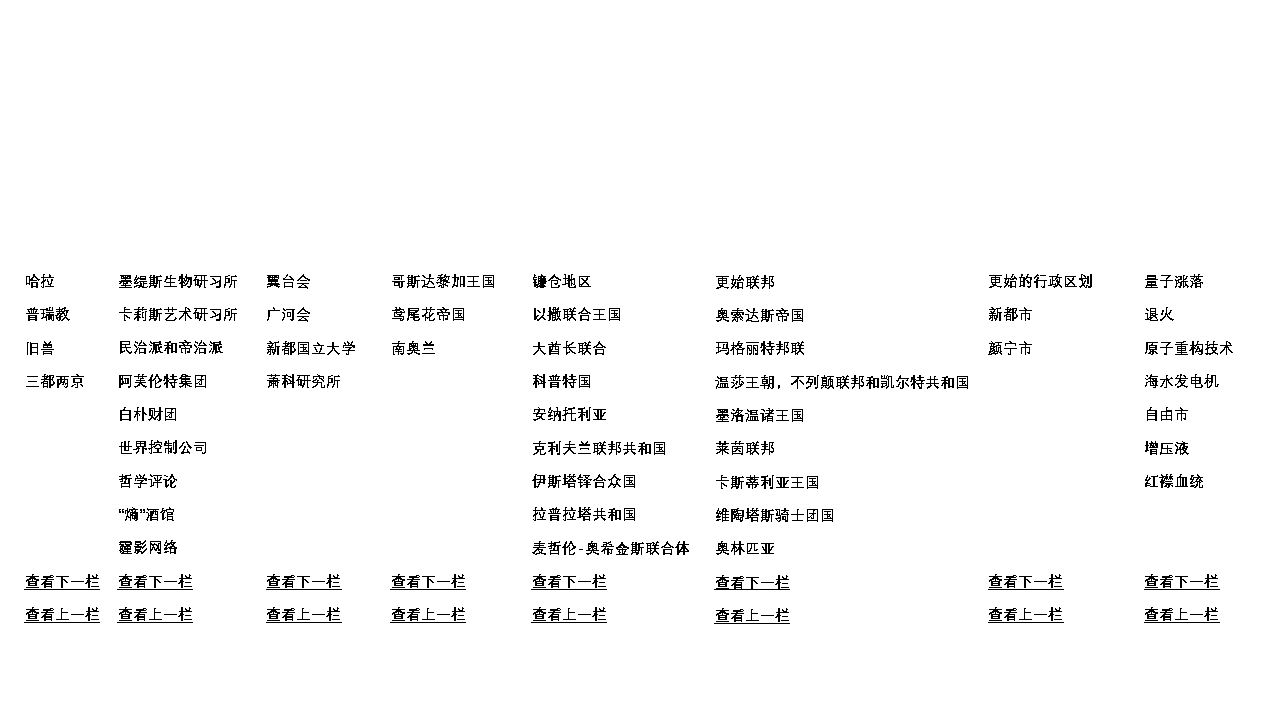 哈拉
普瑞教
旧兽
三都两京
查看下一栏
查看上一栏
墨缇斯生物研习所
卡莉斯艺术研习所
民治派和帝治派
阿芙伦特集团
白朴财团
世界控制公司
哲学评论
“熵”酒馆
霾影网络
查看下一栏
查看上一栏
翼台会
广河会
新都国立大学
萧科研究所
查看下一栏
查看上一栏
哥斯达黎加王国
鸢尾花帝国
南奥兰
查看下一栏
查看上一栏
镰仓地区
以撒联合王国
大酋长联合
科普特国
安纳托利亚
克利夫兰联邦共和国
伊斯塔铎合众国
拉普拉塔共和国
麦哲伦-奥希金斯联合体
查看下一栏
查看上一栏
更始联邦
奥索达斯帝国
玛格丽特邦联
温莎王朝，不列颠联邦和凯尔特共和国
墨洛温诸王国
莱茵联邦
卡斯蒂利亚王国
维陶塔斯骑士团国
奥林匹亚
查看下一栏
查看上一栏
更始的行政区划
新都市
颜宁市
查看下一栏
查看上一栏
量子涨落
退火
原子重构技术
海水发电机
自由市
增压液
红襟血统
查看下一栏
查看上一栏